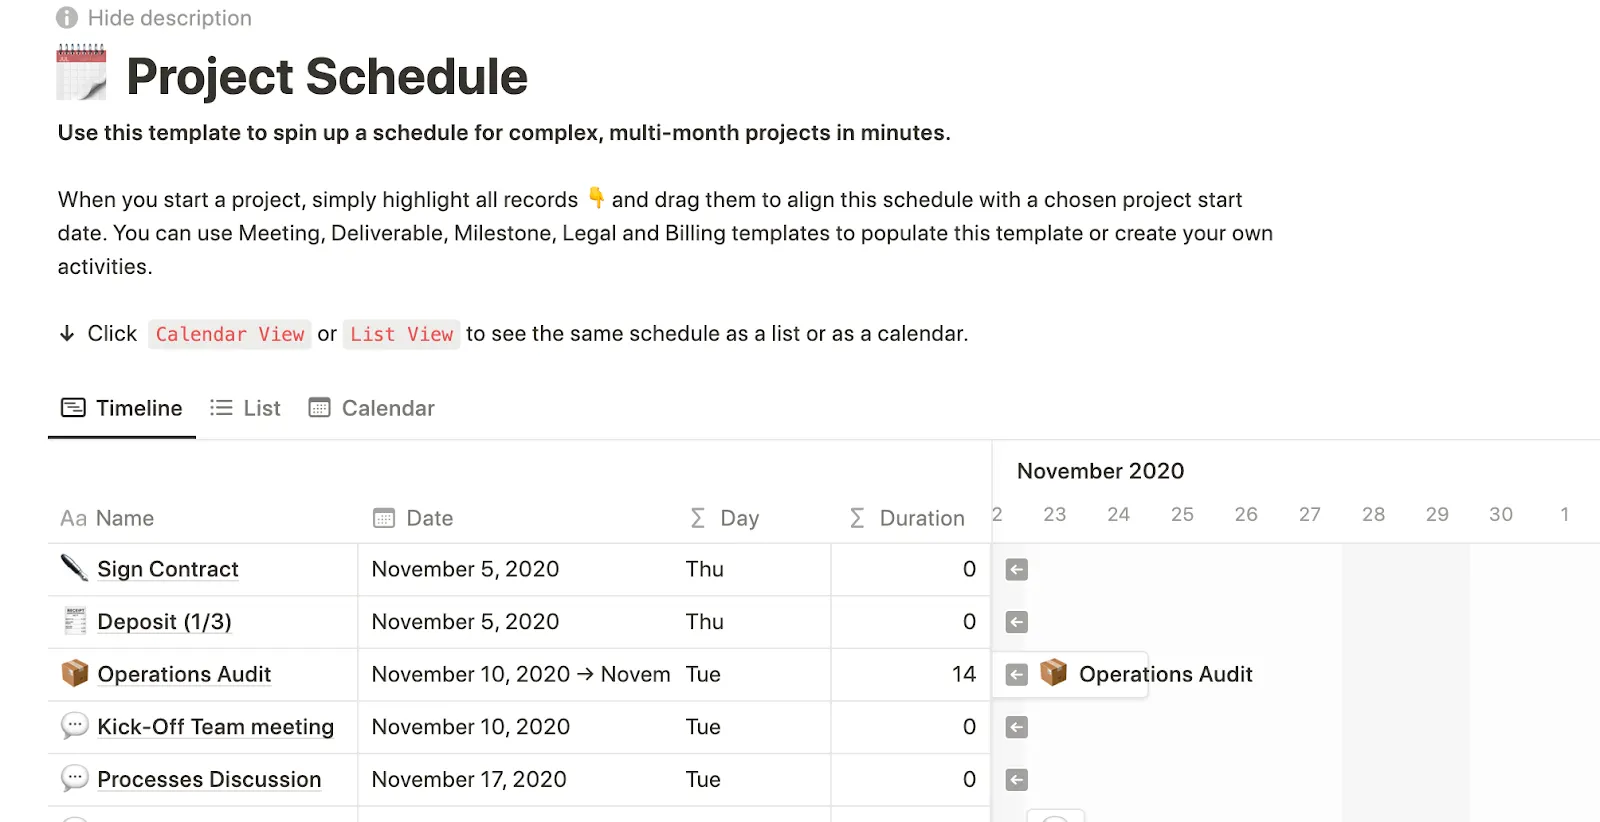 Hide description
Project Schedule
Use this template to spin up a schedule for complex, multi-month projects in minutes.
When you start a project, simply highlight all records 👇 and drag them to align this schedule with a chosen project start
date. You can use Meeting, Deliverable, Milestone, Legal and Billing templates to populate this template or create your own
activities.
↓ Click Calendar View or List View to see the same schedule as a list or as a calendar.
Timeline List Calendar
November 2020
Aa Name Date Σ Day Σ Duration 2 23 24 25 26 27 28 29 30 1
Sign Contract November 5, 2020 Thu 0
Deposit (1/3) November 5, 2020 Thu 0
Operations Audit November 10, 2020 → Novem Tue 14 Operations Audit
Kick-Off Team meeting November 10, 2020 Tue 0
Processes Discussion November 17, 2020 Tue 0